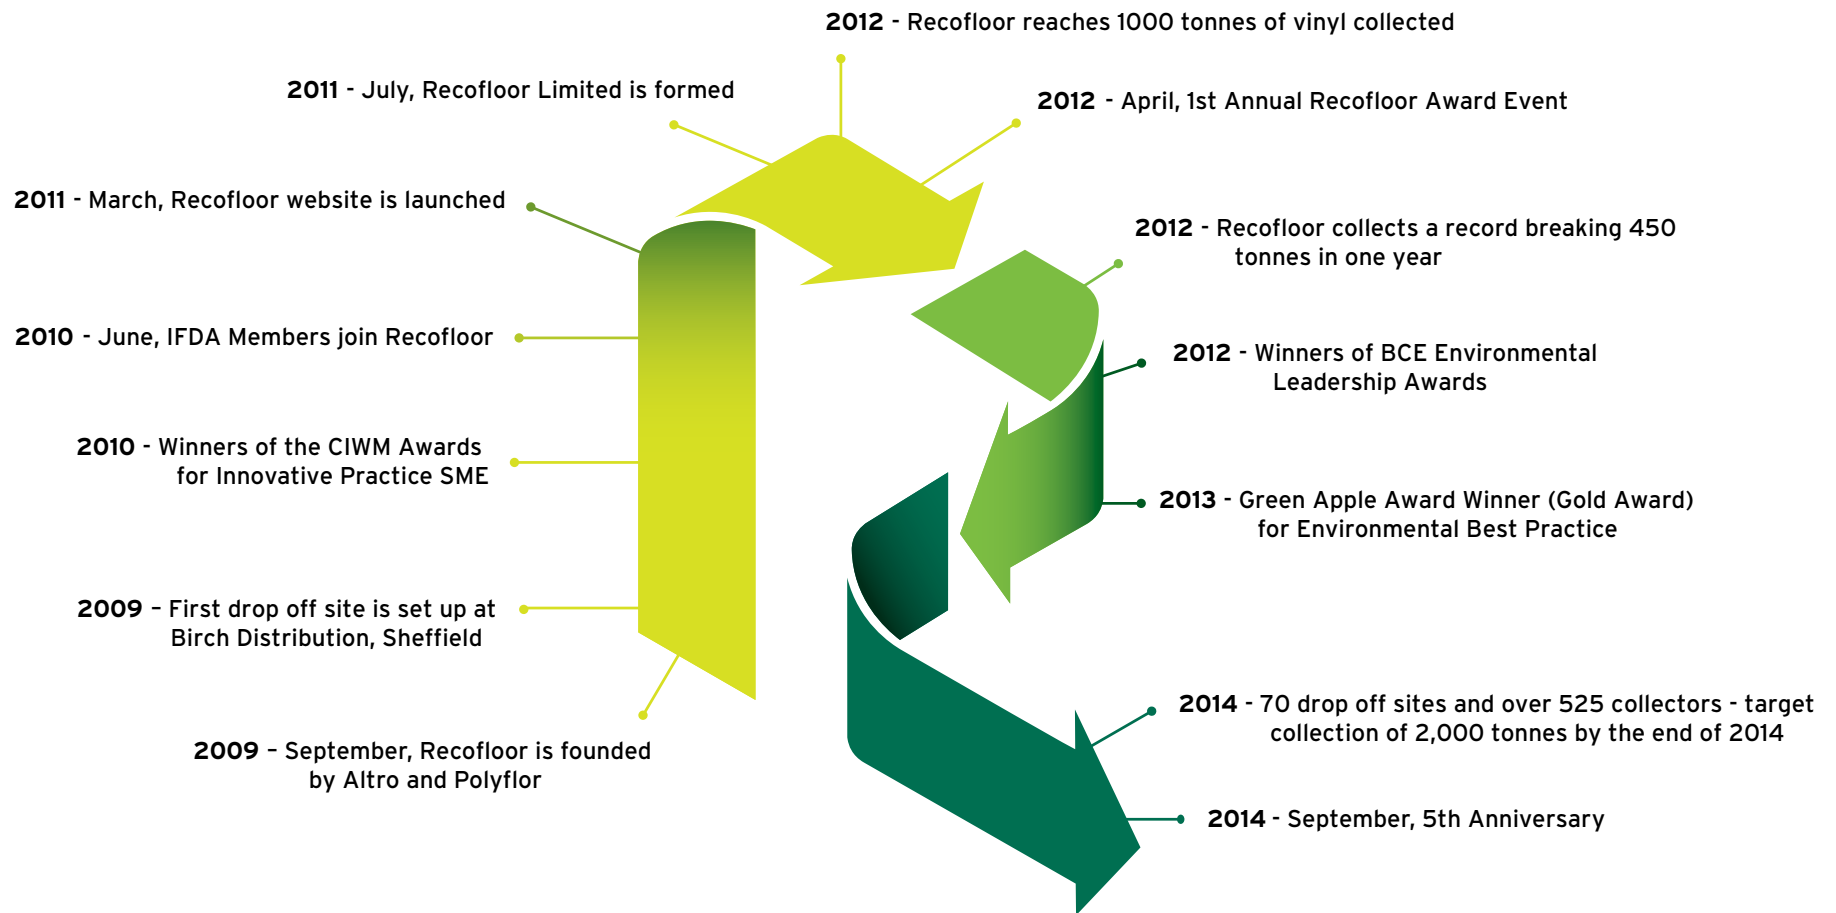 2012 - Recofloor reaches 1000 tonnes of vinyl collected
2011 - July, Recofloor Limited is formed
2012 - April, 1st Annual Recofloor Award Event
2011 - March, Recofloor website is launched
2012 - Recofloor collects a record breaking 450
tonnes in one year
2010 - June, IFDA Members join Recofloor
2012 - Winners of BCE Environmental
Leadership Awards
2010 - Winners of the CIWM Awards
for Innovative Practice SME
2013 - Green Apple Award Winner (Gold Award)
for Environmental Best Practice
2009 – First drop off site is set up at
Birch Distribution, Sheffield
2014 - 70 drop off sites and over 525 collectors - target
collection of 2,000 tonnes by the end of 2014
2009 – September, Recofloor is founded
by Altro and Polyflor
2014 - September, 5th Anniversary